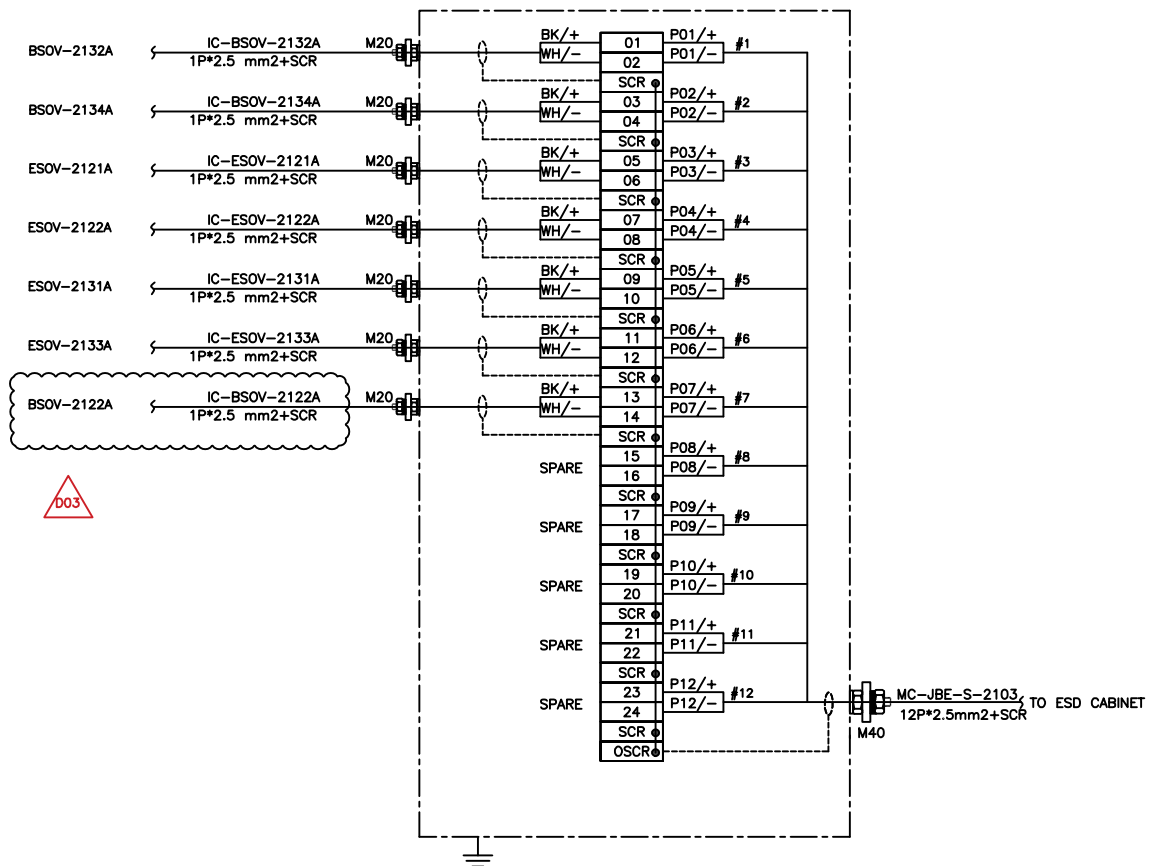 BSOV-2132A IC-BSOV-2132A M20 BK/+ 01 P01/+ #1
1P*2.5 mm2+SCR WH/- 02 P01/-
SCR
BSOV-2134A IC-BSOV-2134A M20 BK/+ 03 P02/+ #2
1P*2.5 mm2+SCR WH/- 04 P02/-
SCR
ESOV-2121A IC-ESOV-2121A M20 BK/+ 05 P03/+ #3
1P*2.5 mm2+SCR WH/- 06 P03/-
SCR
ESOV-2122A IC-ESOV-2122A M20 BK/+ 07 P04/+ #4
1P*2.5 mm2+SCR WH/- 08 P04/-
SCR
ESOV-2131A IC-ESOV-2131A M20 BK/+ 09 P05/+ #5
1P*2.5 mm2+SCR WH/- 10 P05/-
SCR
ESOV-2133A IC-ESOV-2133A M20 BK/+ 11 P06/+ #6
1P*2.5 mm2+SCR WH/- 12 P06/-
SCR
BSOV-2122A IC-BSOV-2122A M20 BK/+ 13 P07/+ #7
1P*2.5 mm2+SCR WH/- 14 P07/-
SCR
D03
SPARE 15 P08/+ #8
16 P08/-
SCR
SPARE 17 P09/+ #9
18 P09/-
SCR
SPARE 19 P10/+ #10
20 P10/-
SCR
SPARE 21 P11/+ #11
22 P11/-
SCR
SPARE 23 P12/+ #12
24 P12/-
SCR
OSCR
MC-JBE-S-2103 TO ESD CABINET
12P*2.5mm2+SCR
M40